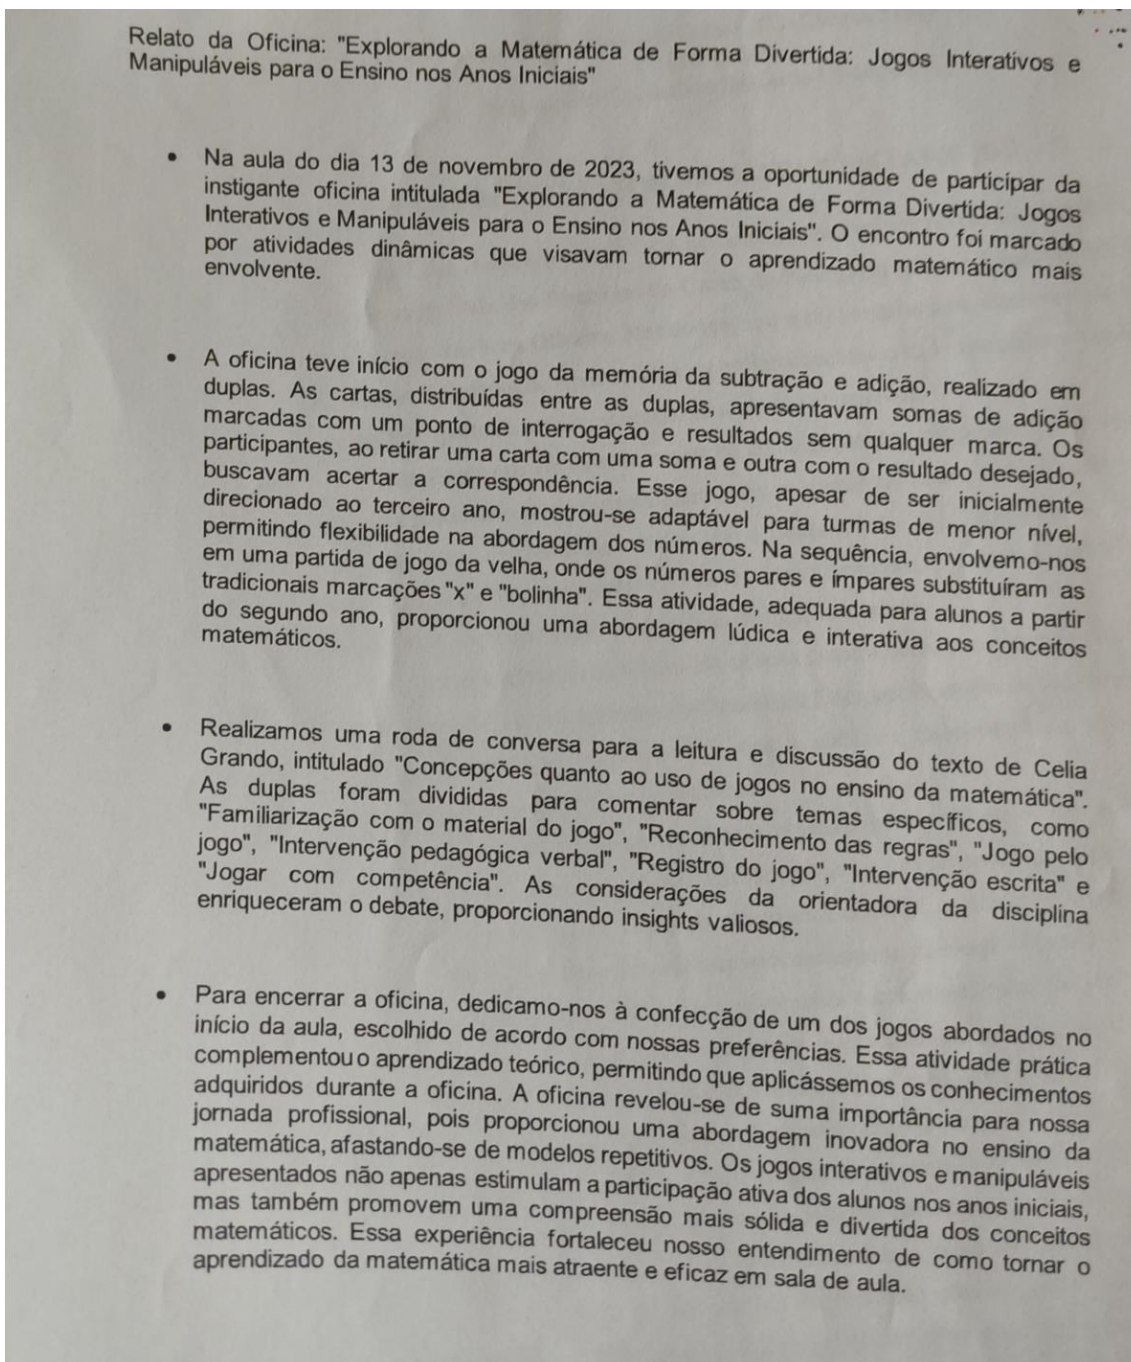 Relato da Oficina: "Explorando a Matemática de Forma Divertida: Jogos Interativos e
Manipuláveis para o Ensino nos Anos Iniciais"
• Na aula do dia 13 de novembro de 2023, tivemos a oportunidade de participar da
instigante oficina intitulada "Explorando a Matemática de Forma Divertida: Jogos
Interativos e Manipuláveis para o Ensino nos Anos Iniciais". O encontro foi marcado
por atividades dinâmicas que visavam tornar o aprendizado matemático mais
envolvente.
• A oficina teve início com o jogo da memória da subtração e adição, realizado em
duplas. As cartas, distribuídas entre as duplas, apresentavam somas de adição
marcadas com um ponto de interrogação e resultados sem qualquer marca. Os
participantes, ao retirar uma carta com uma soma e outra com o resultado desejado,
buscavam acertar a correspondência. Esse jogo, apesar de ser inicialmente
direcionado ao terceiro ano, mostrou-se adaptável para turmas de menor nível,
permitindo flexibilidade na abordagem dos números. Na sequência, envolvemo-nos
em uma partida de jogo da velha, onde os números pares e ímpares substituíram as
tradicionais marcações "x" e "bolinha". Essa atividade, adequada para alunos a partir
do segundo ano, proporcionou uma abordagem lúdica e interativa aos conceitos
matemáticos.
• Realizamos uma roda de conversa para a leitura e discussão do texto de Celia
Grando, intitulado "Concepções quanto ao uso de jogos no ensino da matemática".
As duplas foram divididas para comentar sobre temas específicos, como
"Familiarização com o material do jogo", "Reconhecimento das regras", "Jogo pelo
jogo", "Intervenção pedagógica verbal", "Registro do jogo", "Intervenção escrita" e
"Jogar com competência". As considerações da orientadora da disciplina
enriqueceram o debate, proporcionando insights valiosos.
• Para encerrar a oficina, dedicamo-nos à confecção de um dos jogos abordados no
início da aula, escolhido de acordo com nossas preferências. Essa atividade prática
complementou o aprendizado teórico, permitindo que aplicássemos os conhecimentos
adquiridos durante a oficina. A oficina revelou-se de suma importância para nossa
jornada profissional, pois proporcionou uma abordagem inovadora no ensino da
matemática, afastando-se de modelos repetitivos. Os jogos interativos e manipuláveis
apresentados não apenas estimulam a participação ativa dos alunos nos anos iniciais,
mas também promovem uma compreensão mais sólida e divertida dos conceitos
matemáticos. Essa experiência fortaleceu nosso entendimento de como tornar o
aprendizado da matemática mais atraente e eficaz em sala de aula.